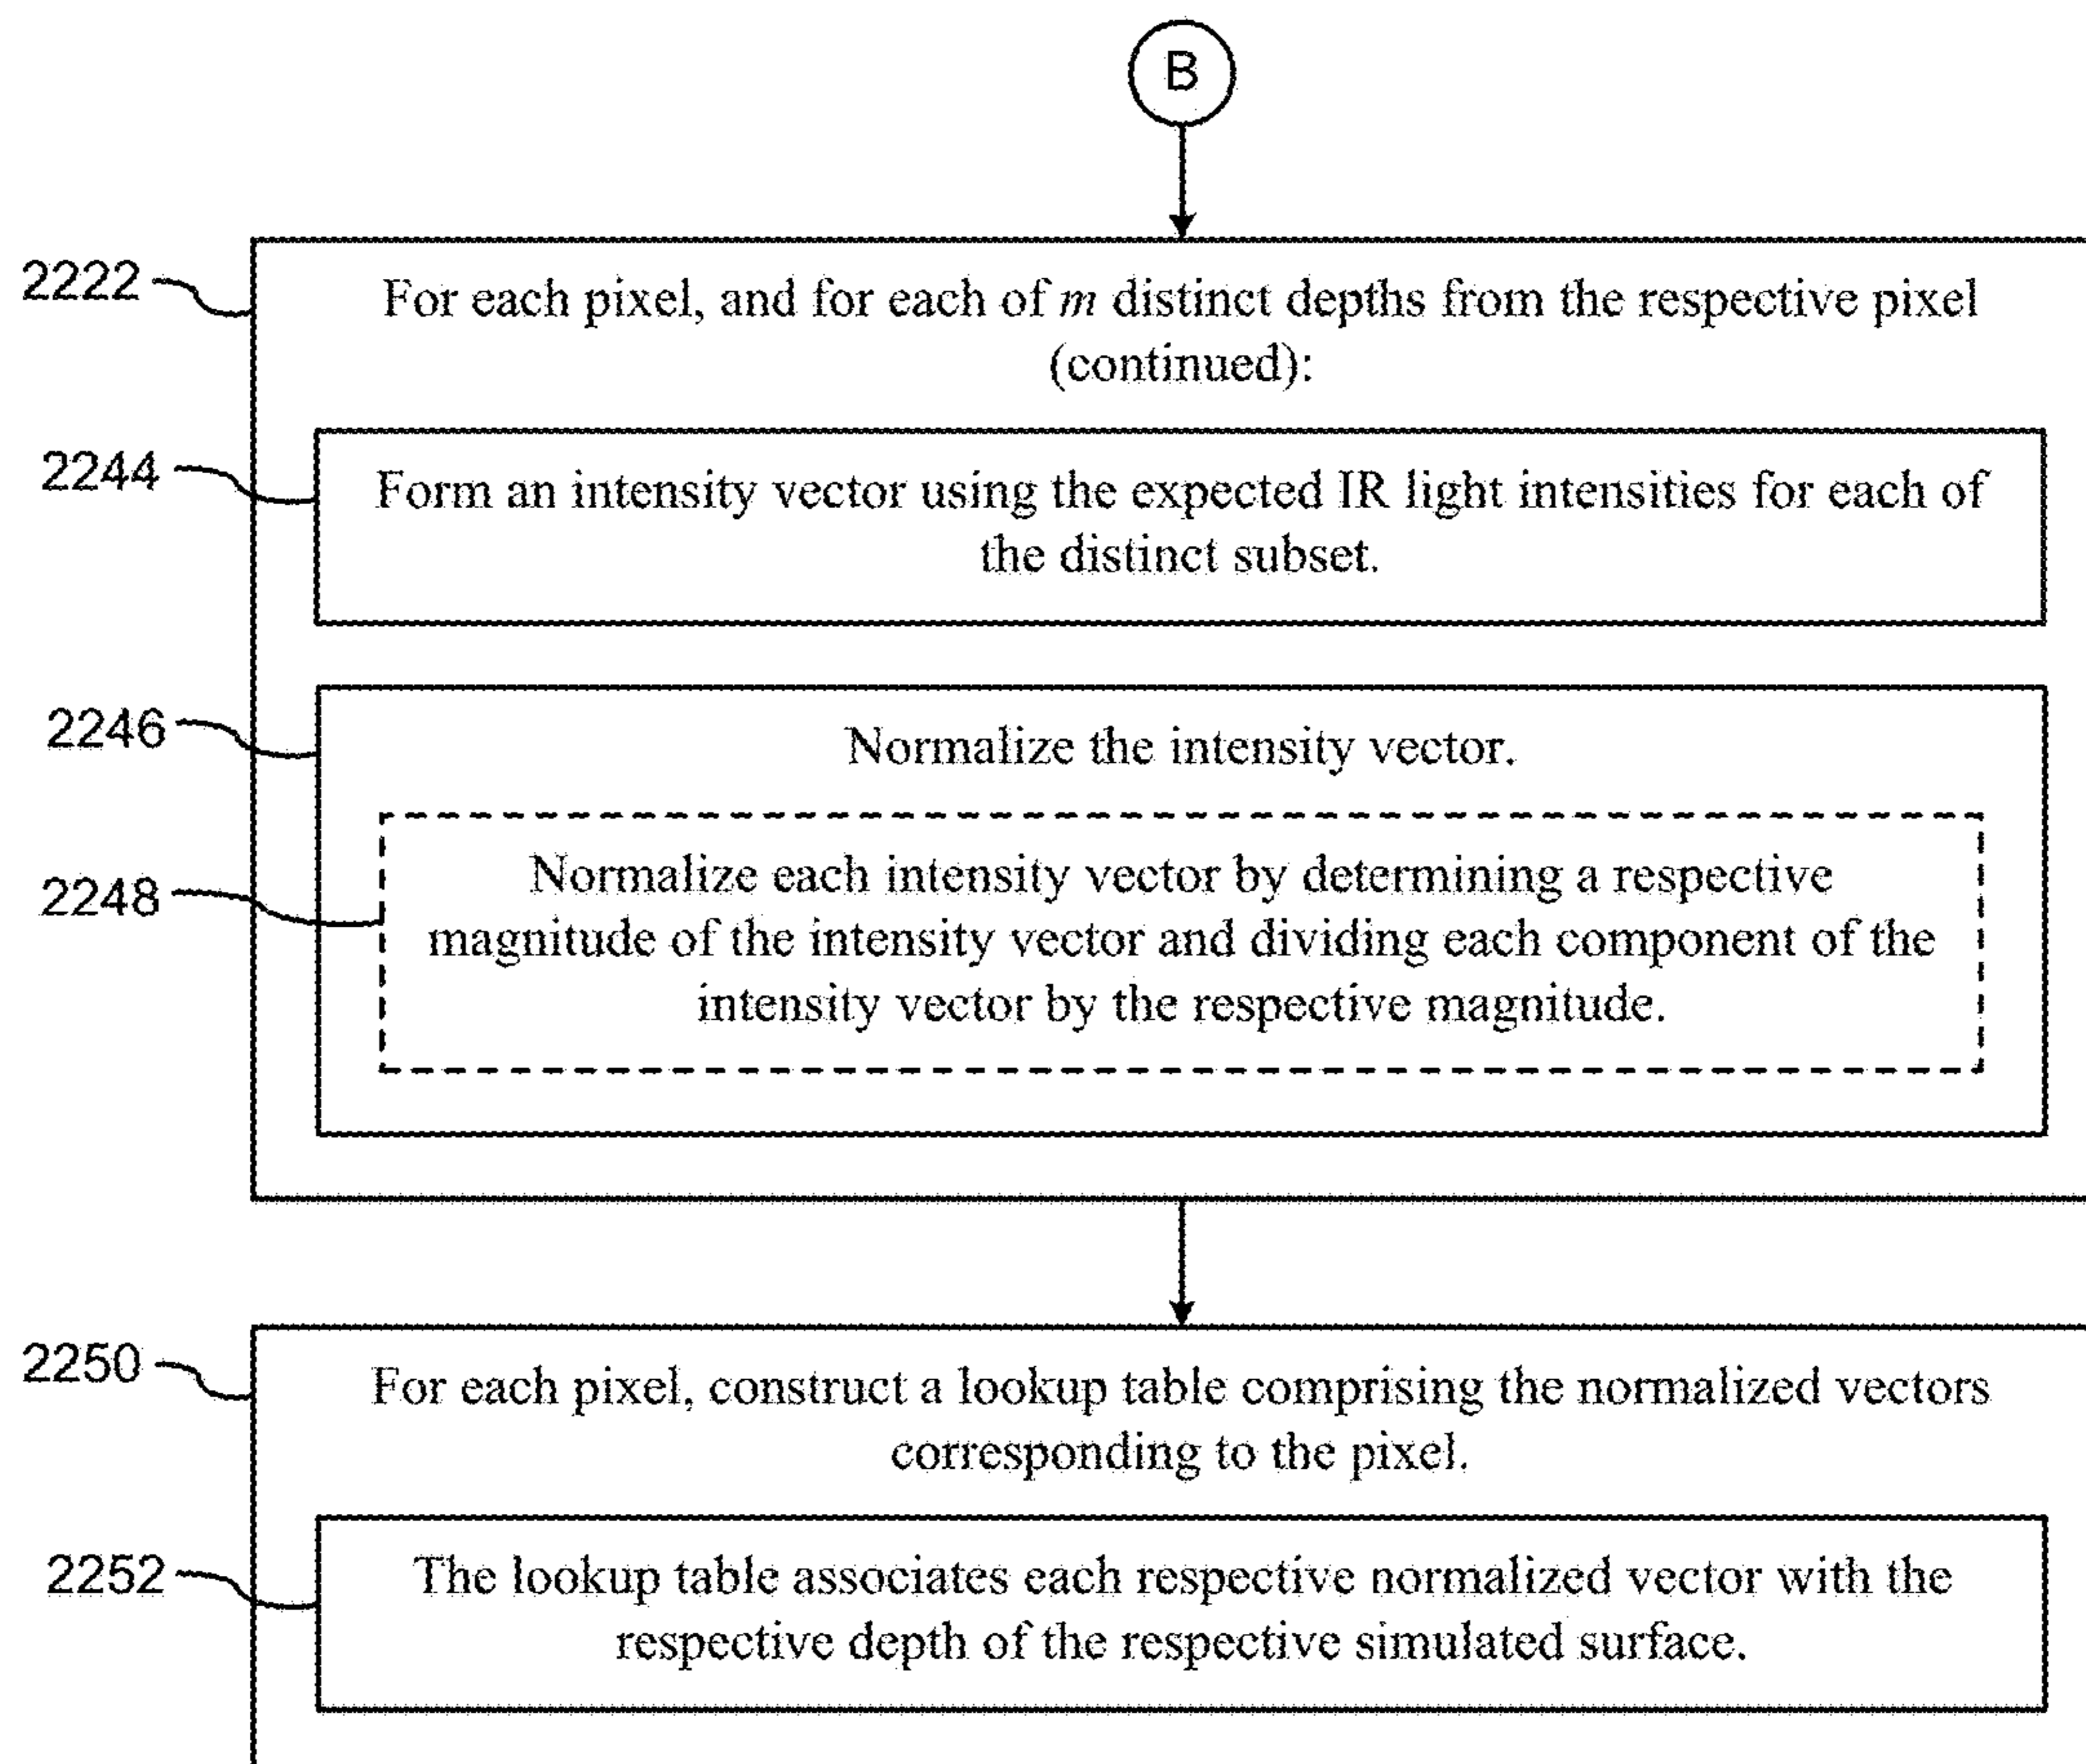 B
2222
For each pixel, and for each of m distinct depths from the respective pixel
(continued):
2244
Form an intensity vector using the expected IR light intensities for each of
the distinct subset.
2246
Normalize the intensity vector.
2248
Normalize each intensity vector by determining a respective
magnitude of the intensity vector and dividing each component of the
intensity vector by the respective magnitude.
2250
For each pixel, construct a lookup table comprising the normalized vectors
corresponding to the pixel.
2252
The lookup table associates each respective normalized vector with the
respective depth of the respective simulated surface.